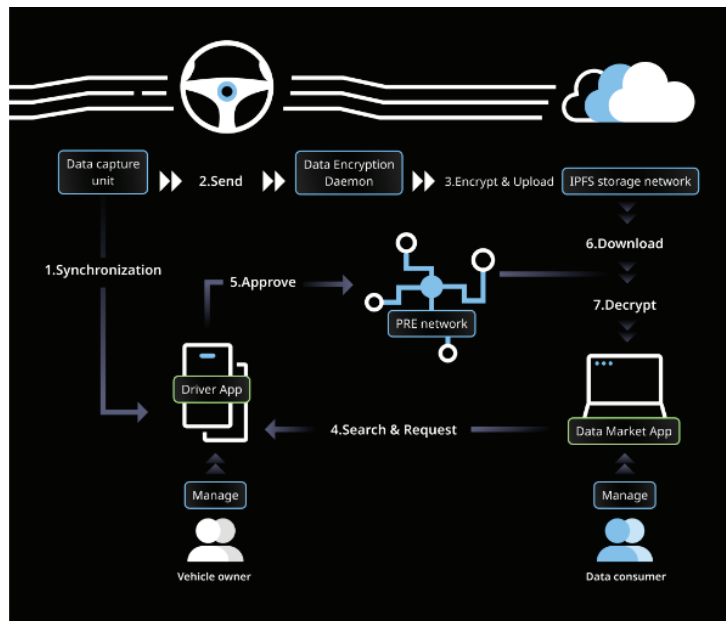 Data capture
unit
2.Send
Data Encryption
Daemon
3.Encrypt & Upload
IPFS storage network
6.Download
1.Synchronization
5.Approve
7.Decrypt
PRE network
Driver App
4.Search & Request
Data Market App
Manage
Manage
Vehicle owner
Data consumer